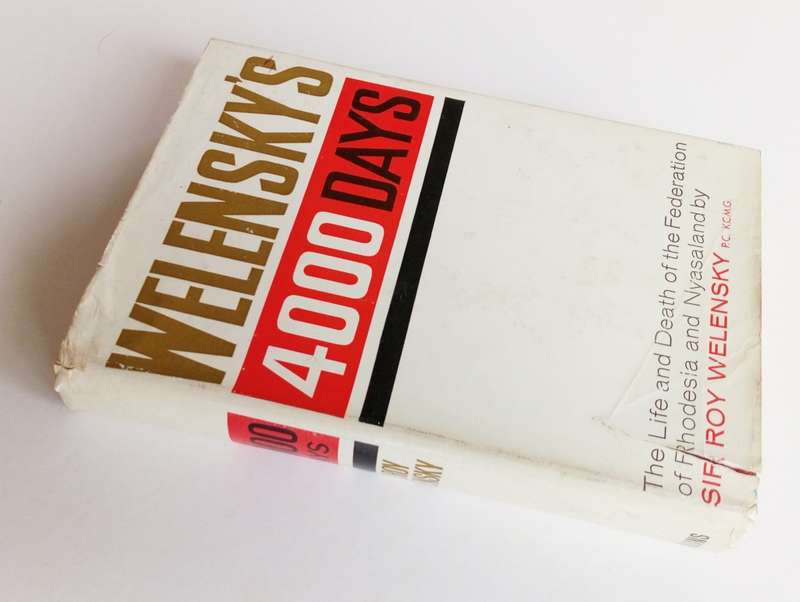 WELENSKY'S
4000 DAYS
The Life and Death of the Federation
of Rhodesia and Nyasaland by
SIR ROY WELENSKY P.C. K.C.M.G.